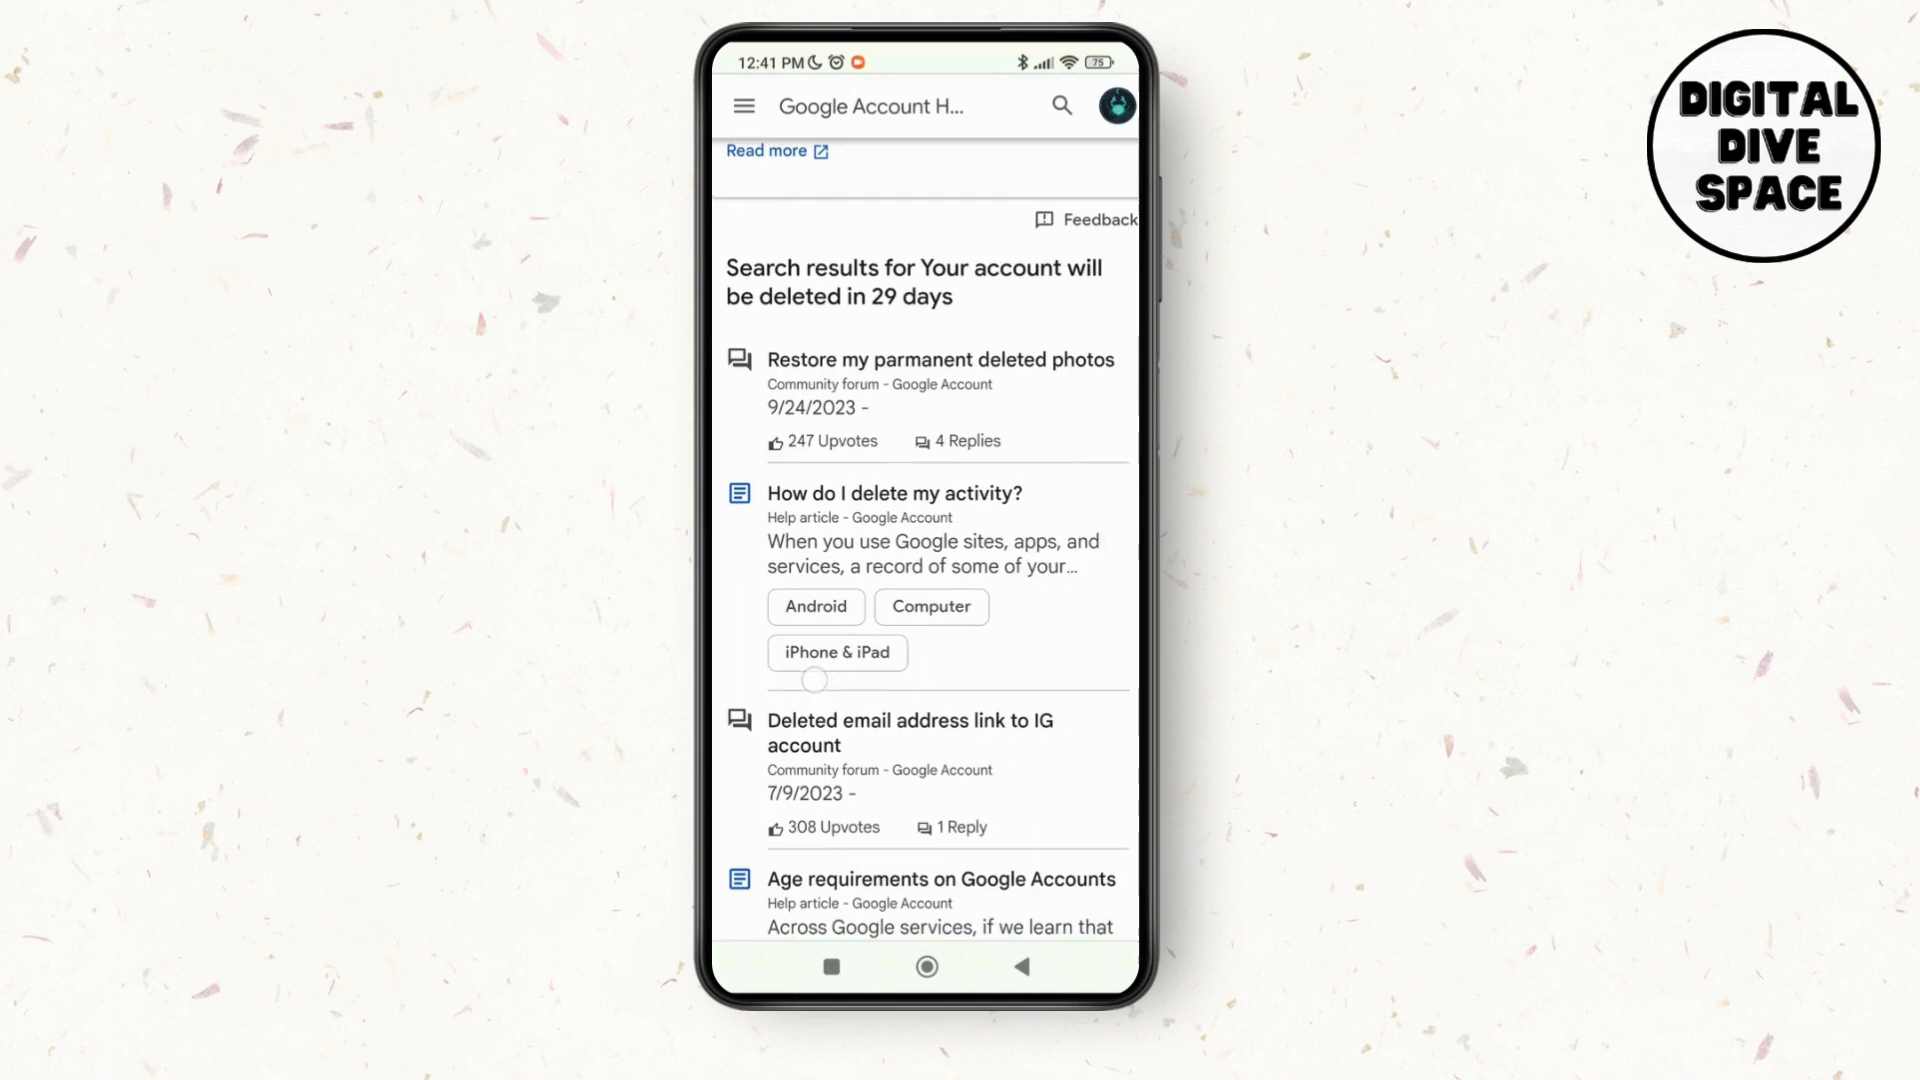 DIGITAL
DIVE
SPACE
12:41 PM
75
Google Account H...
Read more
Feedback
Search results for Your account will
be deleted in 29 days
Restore my parmanent deleted photos
Community forum - Google Account
9/24/2023 -
247 Upvotes 4 Replies
How do I delete my activity?
Help article - Google Account
When you use Google sites, apps, and
services, a record of some of your...
Android Computer
iPhone & iPad
Deleted email address link to IG
account
Community forum - Google Account
7/9/2023 -
308 Upvotes 1 Reply
Age requirements on Google Accounts
Help article - Google Account
Across Google services, if we learn that